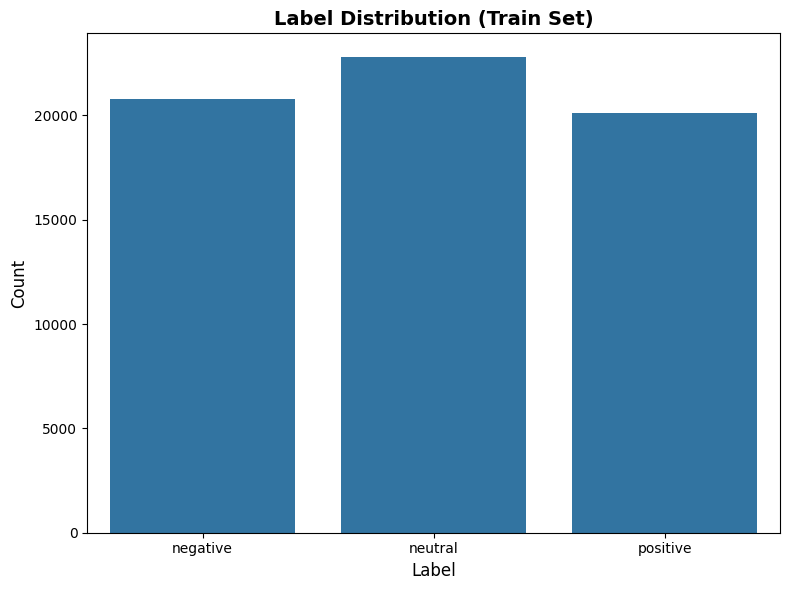 Label Distribution (Train Set)
Count
20000
15000
10000
5000
0
negative neutral positive
Label